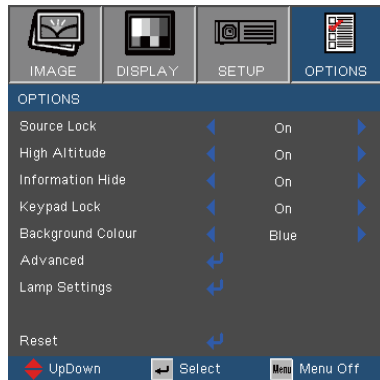 IMAGE DISPLAY SETUP OPTIONS
OPTIONS
Source Lock On
High Altitude On
Information Hide On
Keypad Lock On
Background Colour Blue
Advanced
Lamp Settings
Reset
UpDown Select Menu Menu Off